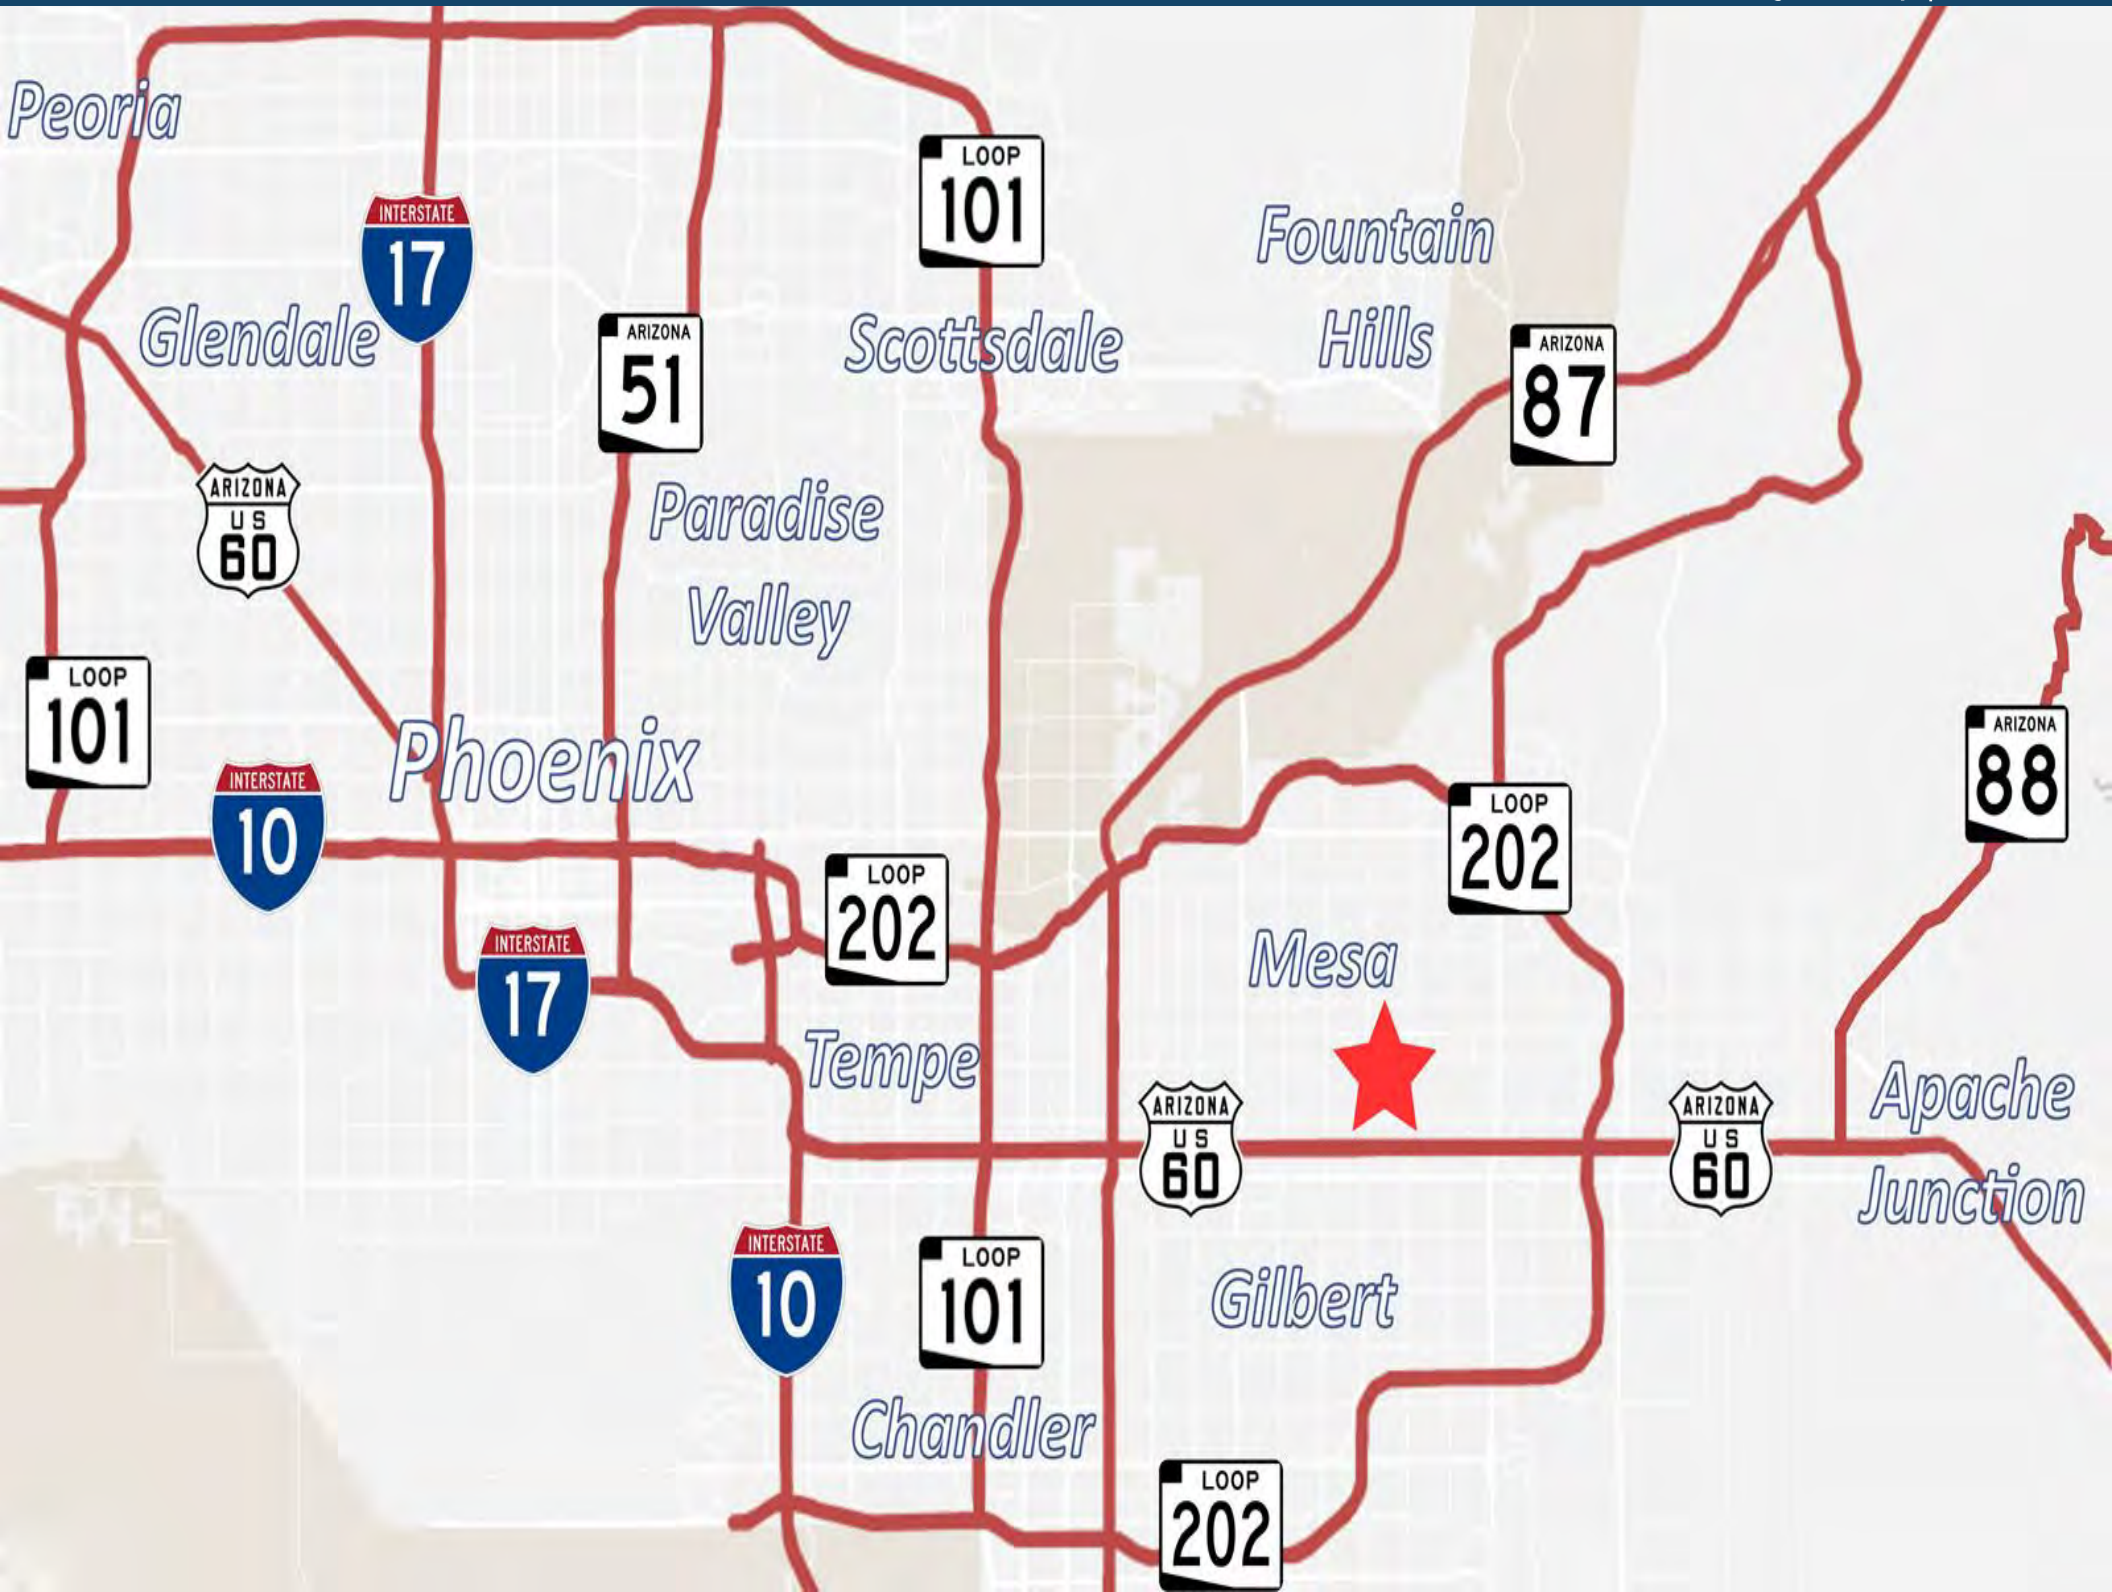 Peoria
LOOP
101
INTERSTATE
17
Fountain
Hills
Glendale
ARIZONA
51
Scottsdale
ARIZONA
87
ARIZONA
US
60
Paradise
Valley
LOOP
101
Phoenix
INTERSTATE
10
ARIZONA
88
LOOP
202
LOOP
202
INTERSTATE
17
Mesa
Tempe
ARIZONA
US
60
ARIZONA
US
60
Apache
Junction
INTERSTATE
10
LOOP
101
Gilbert
Chandler
LOOP
202